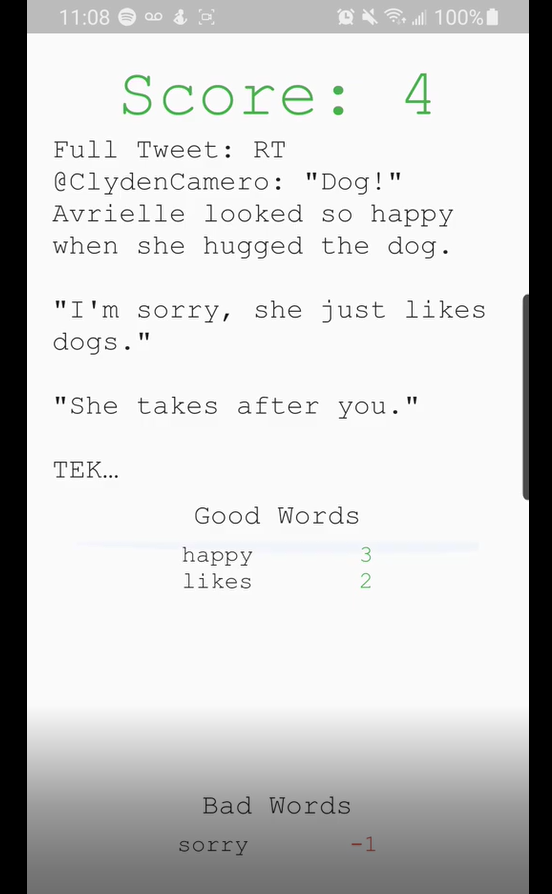 11:08 100%
Score: 4
Full Tweet: RT
@ClydenCamero: "Dog!"
Avrielle looked so happy
when she hugged the dog.
"I'm sorry, she just likes
dogs."
"She takes after you."
TEK…
Good Words
happy 3
likes 2
Bad Words
sorry -1